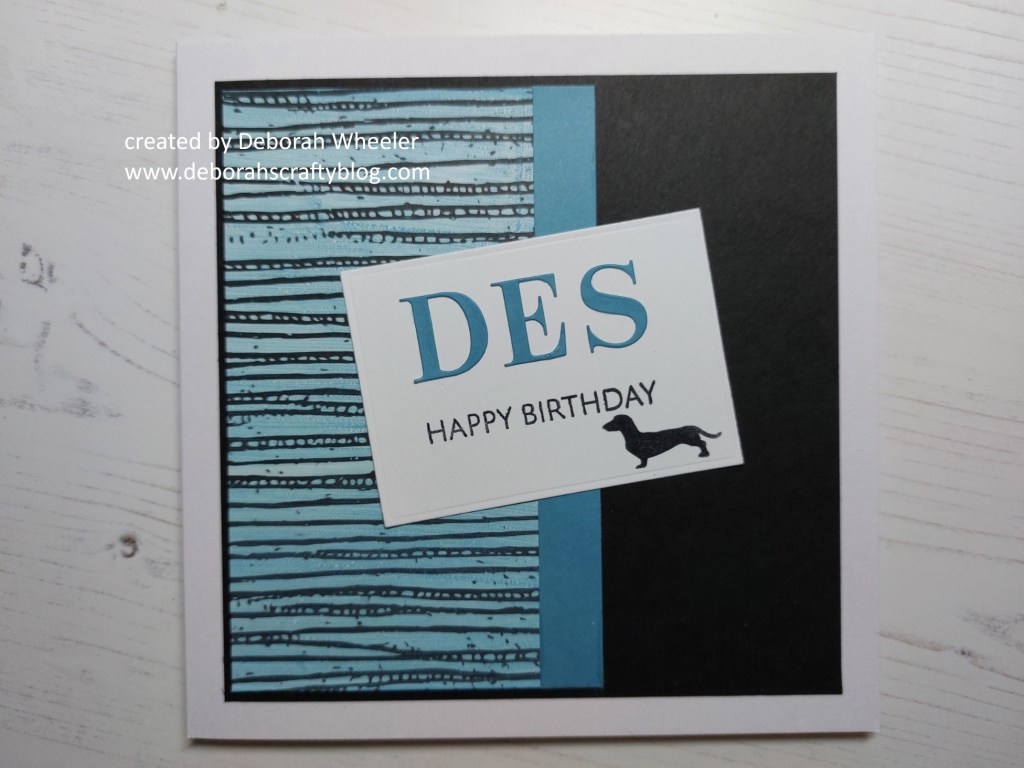 created by Deborah Wheeler
www.deborahscraftyblog.com
DES
HAPPY BIRTHDAY